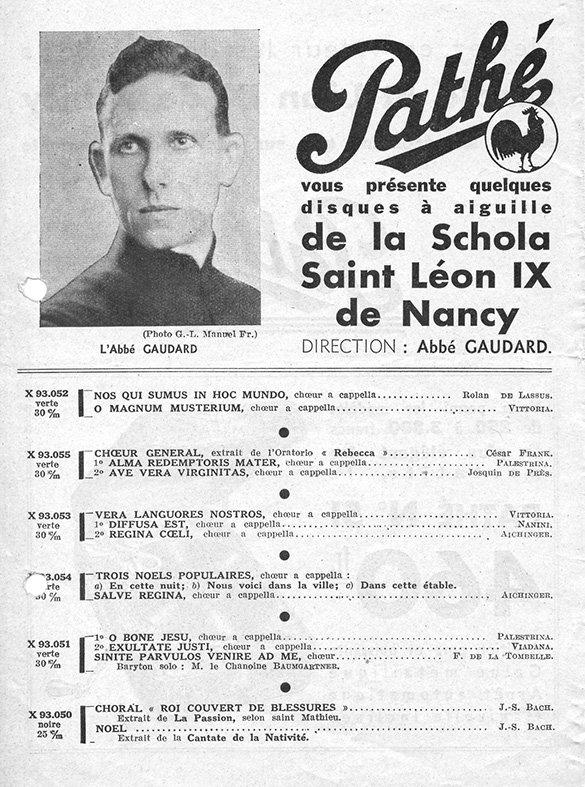 Pathé
vous présente quelques
disques à aiguille
de la Schola
Saint Léon IX
de Nancy
DIRECTION : Abbé GAUDARD.
(Photo G.-L. Manuel Fr.)
L'Abbé GAUDARD
X 93.052
verte
30 c/m
NOS QUI SUMUS IN HOC MUNDO, chœur a cappella.............. Rolan DE LASSUS.
O MAGNUM MUSTERIUM, chœur a cappella.............. VITTORIA.
X 93.055
verte
30 c/m
CHŒUR GENERAL, extrait de l'Oratorio « Rebecca » .............. César FRANK.
1º ALMA REDEMPTORIS MATER, chœur a cappella.............. PALESTRINA.
2º AVE VERA VIRGINITAS, chœur a cappella.............. Josquin DE PRÈS.
X 93.053
verte
30 c/m
VERA LANGUORES NOSTROS, chœur a cappella.............. VITTORIA.
1º DIFFUSA EST, chœur a cappella.............. NANINI.
2º REGINA CŒLI, chœur a cappella.............. AICHINGER.
93.054
30 c/m
TROIS NOELS POPULAIRES, chœur a cappella :
a) En cette nuit; b) Nous voici dans la ville; c) Dans cette étable.
SALVE REGINA, chœur a cappella.............. AICHINGER.
X 93.051
verte
30 c/m
1º O BONE JESU, chœur a cappella.............. PALESTRINA.
2º EXULTATE JUSTI, chœur a cappella.............. VIADANA.
SINITE PARVULOS VENIRE AD ME, chœur.............. F. DE LA TOMBELLE.
Baryton solo : M. le Chanoine BAUMGARTNER.
X 93.050
noire
25 c/m
CHORAL « ROI COUVERT DE BLESSURES » .............. J.-S. BACH.
Extrait de La Passion, selon saint Mathieu.
NOEL .............. J.-S. BACH.
Extrait de la Cantate de la Nativité.